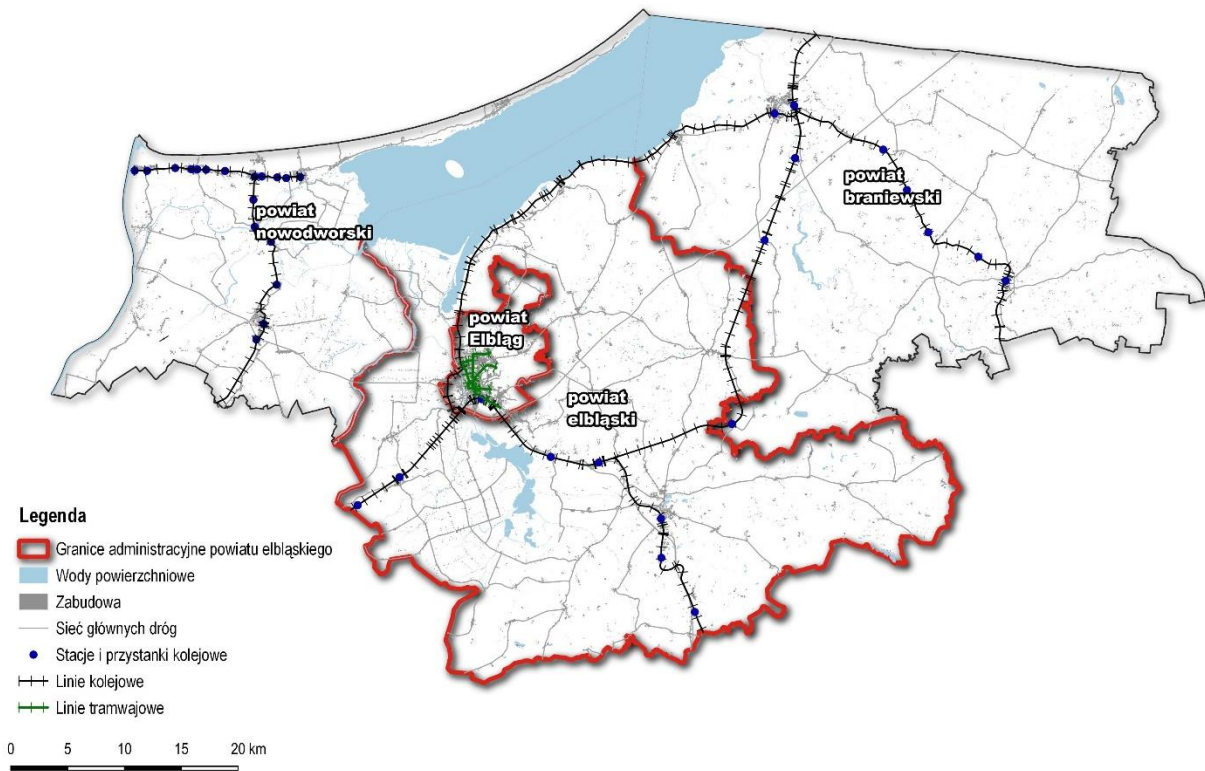 powiat
nowodworski
powiat
braniewski
powiat
Elbląg
powiat
elbląski
Legenda
Granice administracyjne powiatu elbląskiego
Wody powierzchniowe
Zabudowa
Sieć głównych dróg
Stacje i przystanki kolejowe
Linie kolejowe
Linie tramwajowe
0 5 10 15 20 km